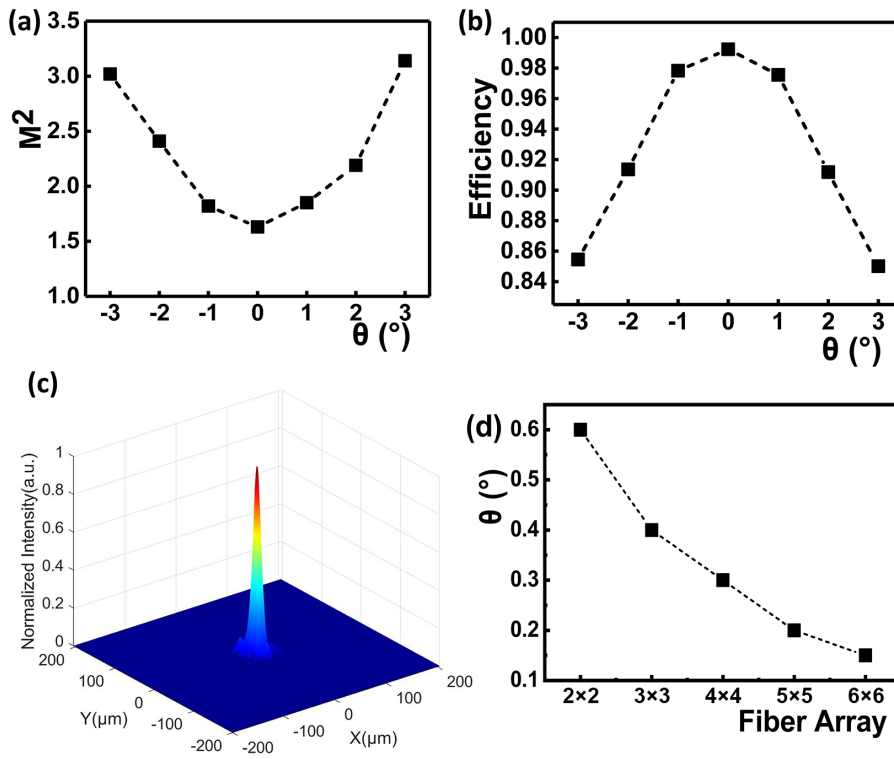 (a)
3.5
3.0
2.5
2.0
1.5
1.0
M²
-3 -2 -1 0 1 2 3
θ (°)
(b)
1.00
0.98
0.96
0.92
0.90
0.86
0.84
Efficiency
-3 -2 -1 0 1 2 3
θ (°)
(c)
1
0.8
0.6
0.4
0.2
0
Normalized Intensity(a.u.)
200
100
0
-100
-200
Y(μm)
-200
-100
0
100
200
X(μm)
(d)
0.6
0.5
0.4
0.3
0.2
0.1
θ (°)
2×2 3×3 4×4 5×5 6×6
Fiber Array